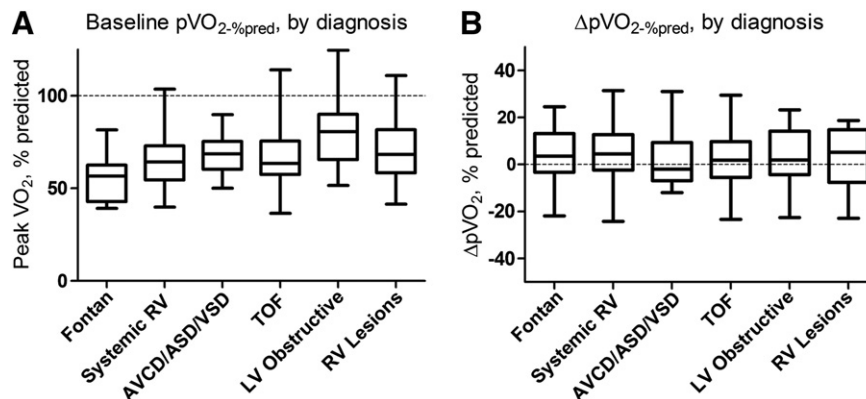 A
Baseline pVO2-%pred, by diagnosis
Peak VO2, % predicted
100
50
0
Fontan
Systemic RV
AVCD/ASD/VSD
TOF
LV Obstructive
RV Lesions
B
ΔpVO2-%pred, by diagnosis
ΔpVO2, % predicted
40
20
0
-20
-40
Fontan
Systemic RV
AVCD/ASD/VSD
TOF
LV Obstructive
RV Lesions